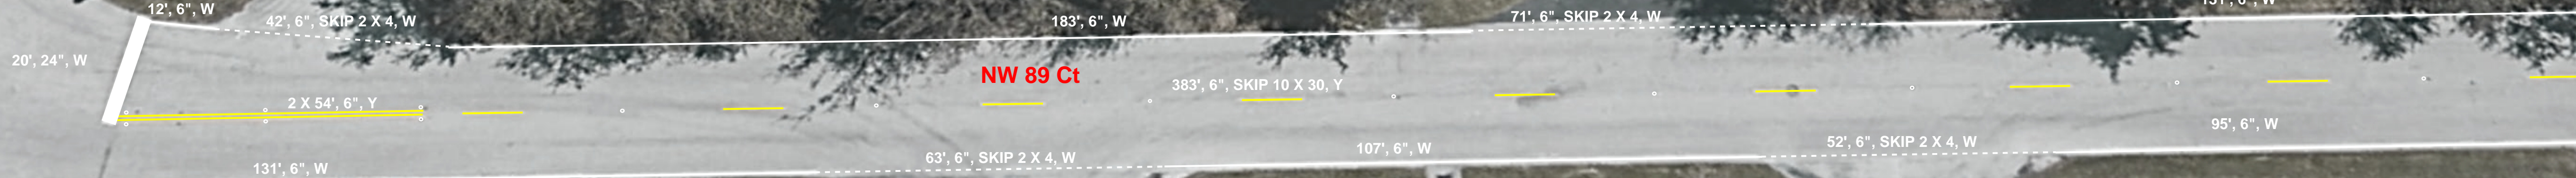 12', 6", W
42', 6", SKIP 2 X 4, W
183', 6", W
71', 6", SKIP 2 X 4, W
20', 24", W
NW 89 Ct
383', 6", SKIP 10 X 30, Y
2 X 54', 6", Y
95', 6", W
52', 6", SKIP 2 X 4, W
107', 6", W
63', 6", SKIP 2 X 4, W
131', 6", W